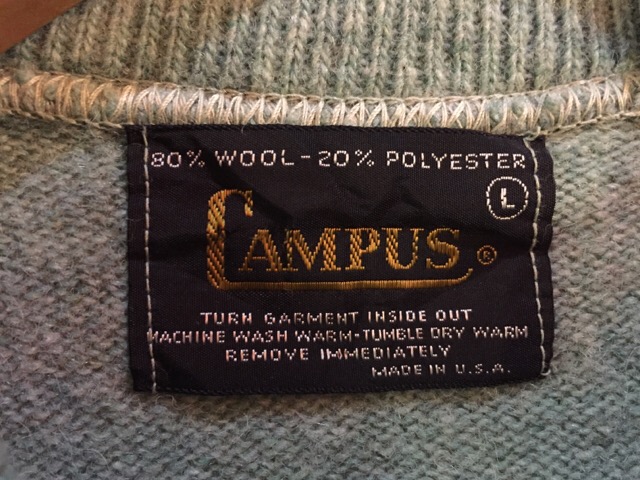 80% WOOL-20% POLYESTER
L
CAMPUS®
TURN GARMENT INSIDE OUT
MACHINE WASH WARM-TUMBLE DRY WARM
REMOVE IMMEDIATELY
MADE IN U.S.A.